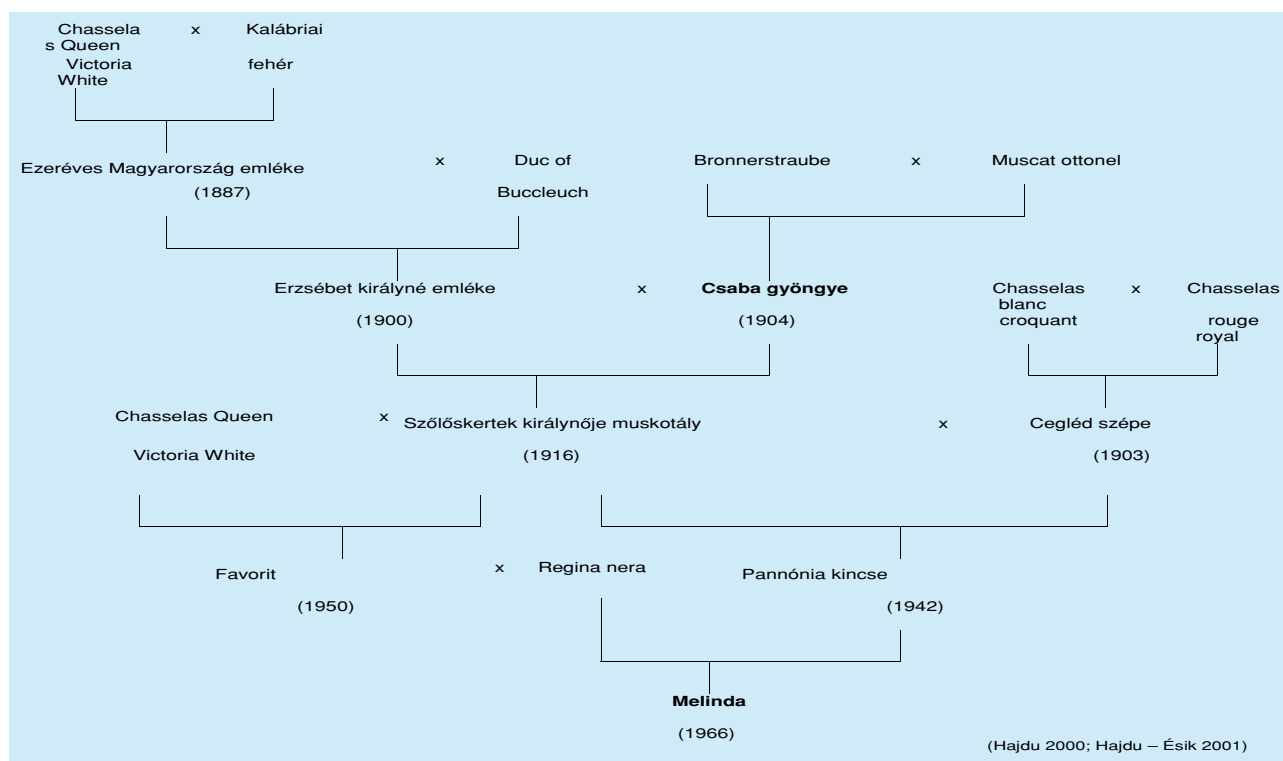 Chassela x Kalábriai
s Queen
Victoria fehér
White
Ezeréves Magyarország emléke x Duc of Bronnerstraube x Muscat ottonel
(1887) Buccleuch
Erzsébet királyné emléke x Csaba gyöngye Chasselas x Chasselas
blanc
(1900) (1904) croquant rouge
royal
Chasselas Queen x Szőlőskertek királynője muskotály x Cegléd szépe
Victoria White (1916) (1903)
Favorit x Regina nera Pannónia kincse
(1950) (1942)
Melinda
(1966)
(Hajdu 2000; Hajdu – Ésik 2001)